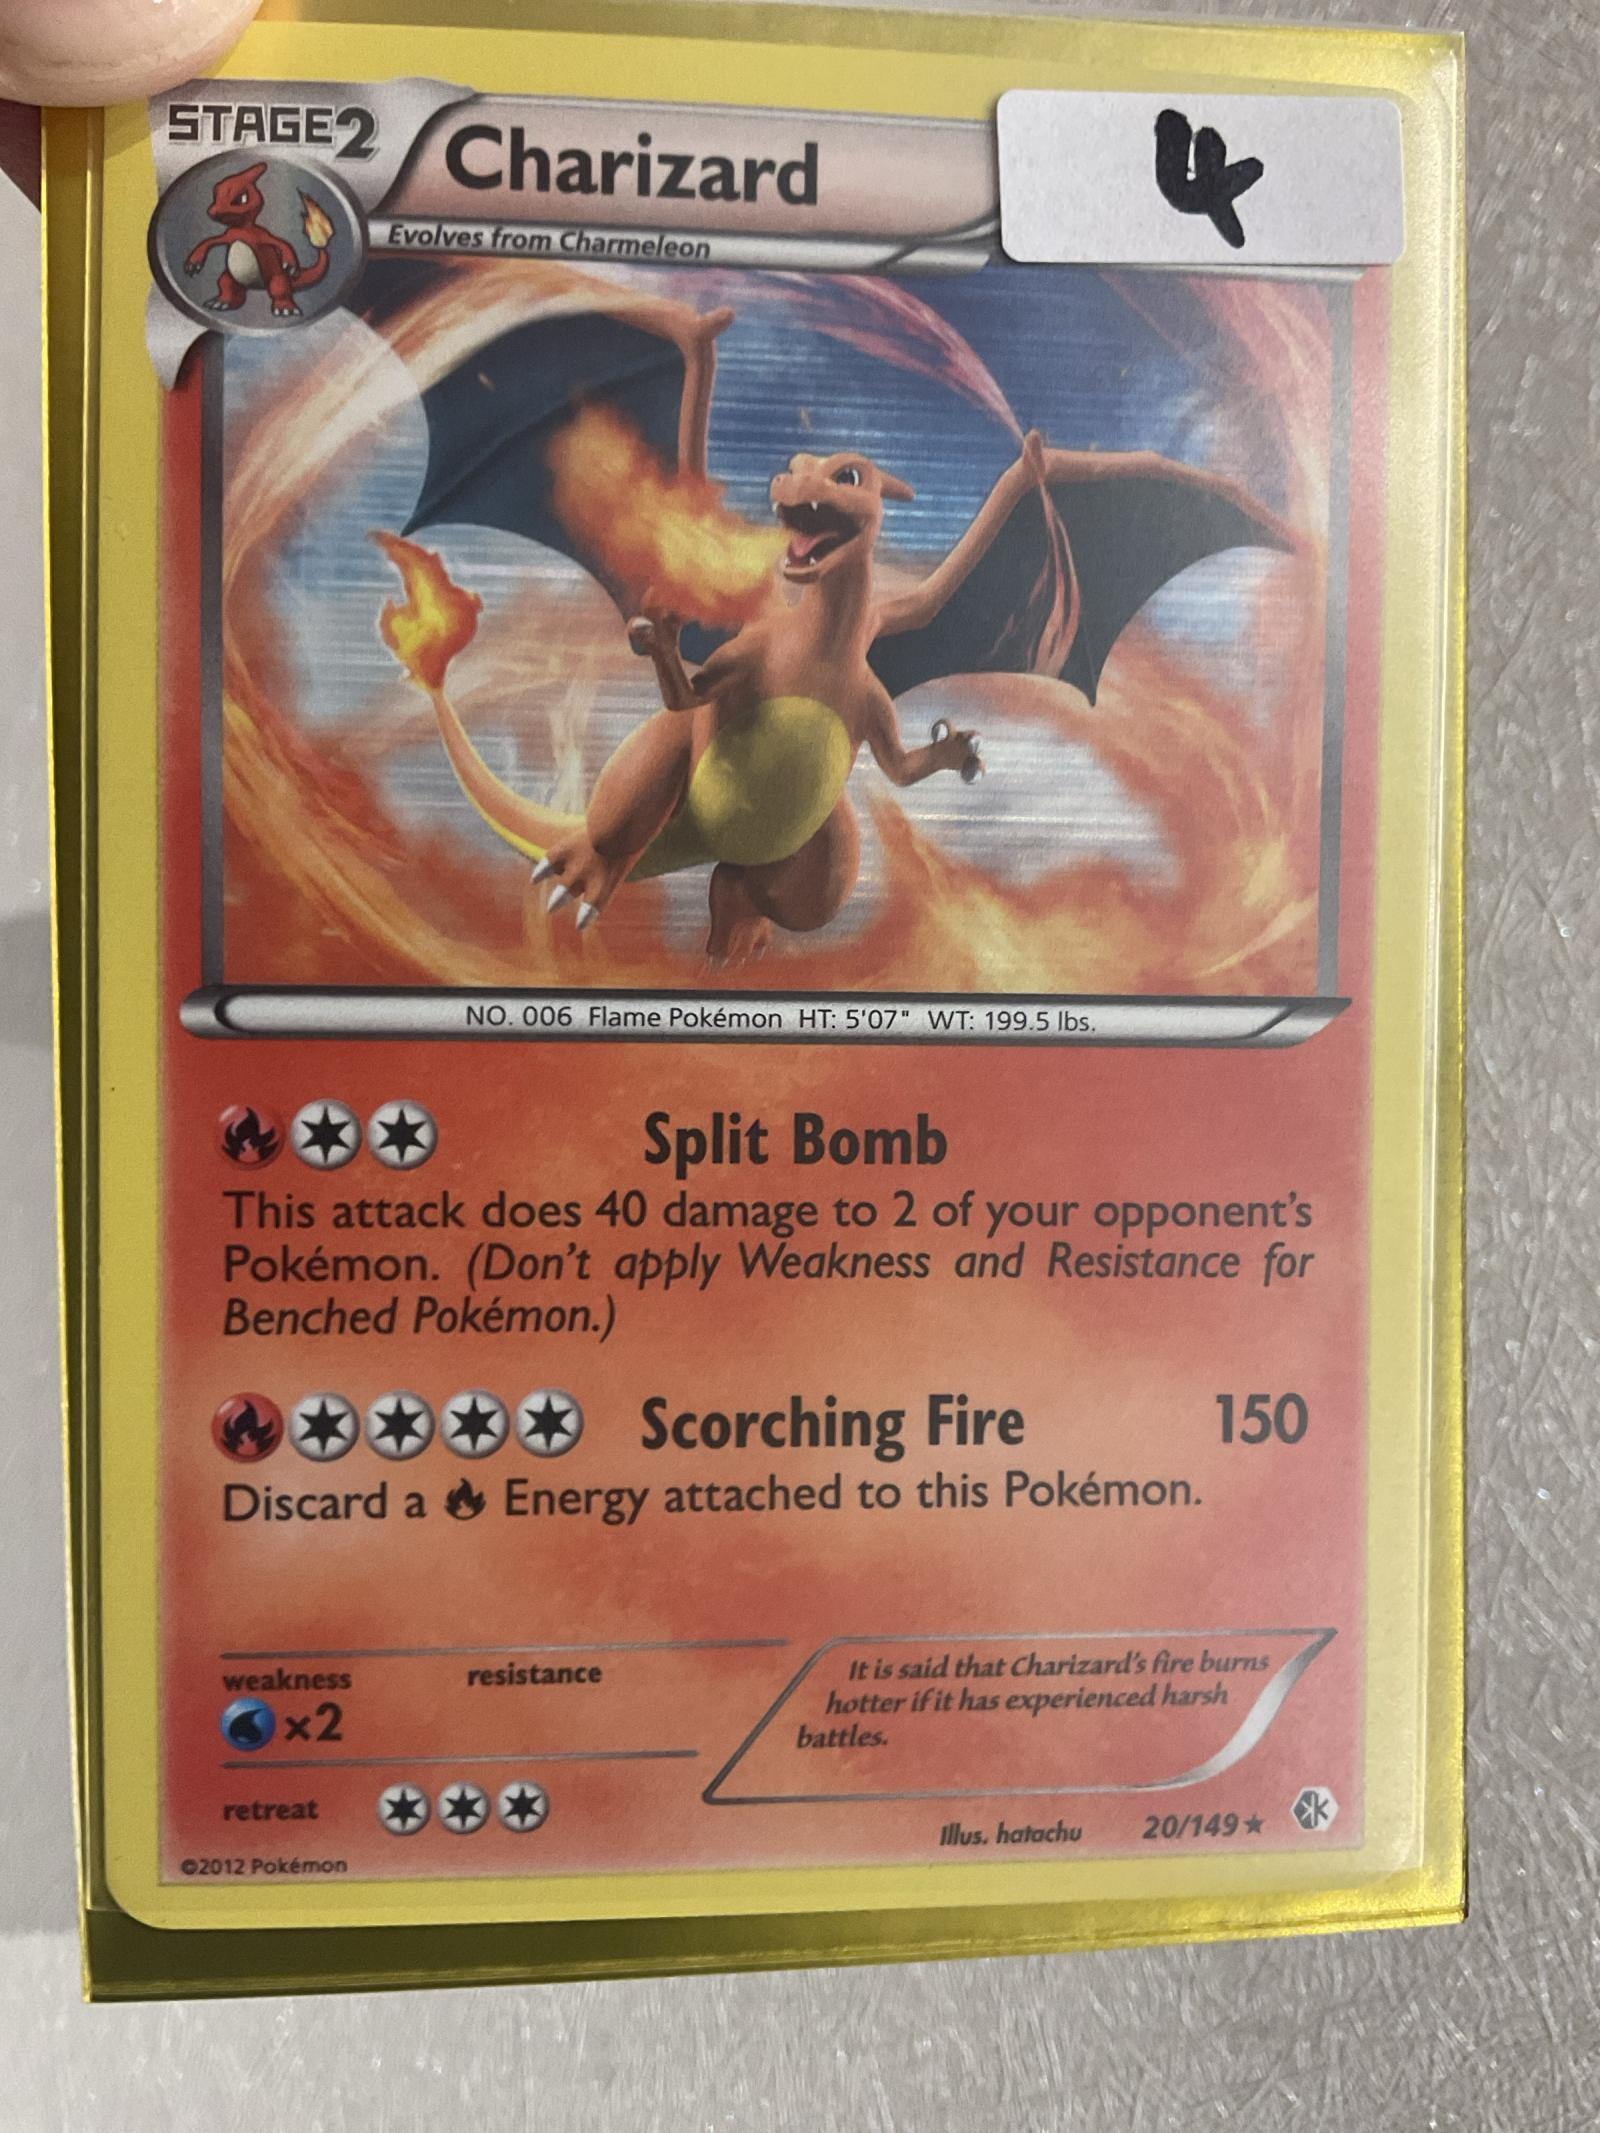 STAGE2
Charizard
4
Evolves from Charmeleon
NO. 006 Flame Pokémon HT: 5'07" WT: 199.5 lbs.
Split Bomb
This attack does 40 damage to 2 of your opponent's
Pokémon. (Don't apply Weakness and Resistance for
Benched Pokémon.)
Scorching Fire 150
Discard a Energy attached to this Pokémon.
weakness resistance
×2
It is said that Charizard's fire burns
hotter if it has experienced harsh
battles.
retreat
Illus. hatachu 20/149★
©2012 Pokémon